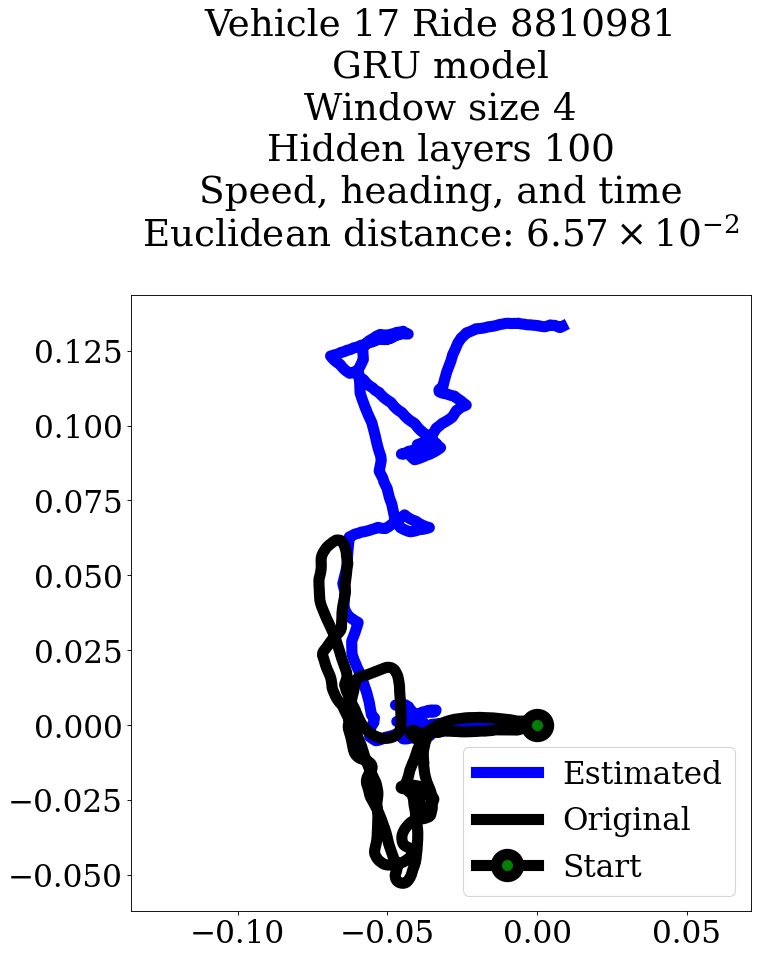 Vehicle 17 Ride 8810981
GRU model
Window size 4
Hidden layers 100
Speed, heading, and time
Euclidean distance: 6.57 × 10⁻²
0.125
0.100
0.075
0.050
0.025
0.000
−0.025
−0.050
Estimated
Original
Start
−0.10 −0.05 0.00 0.05